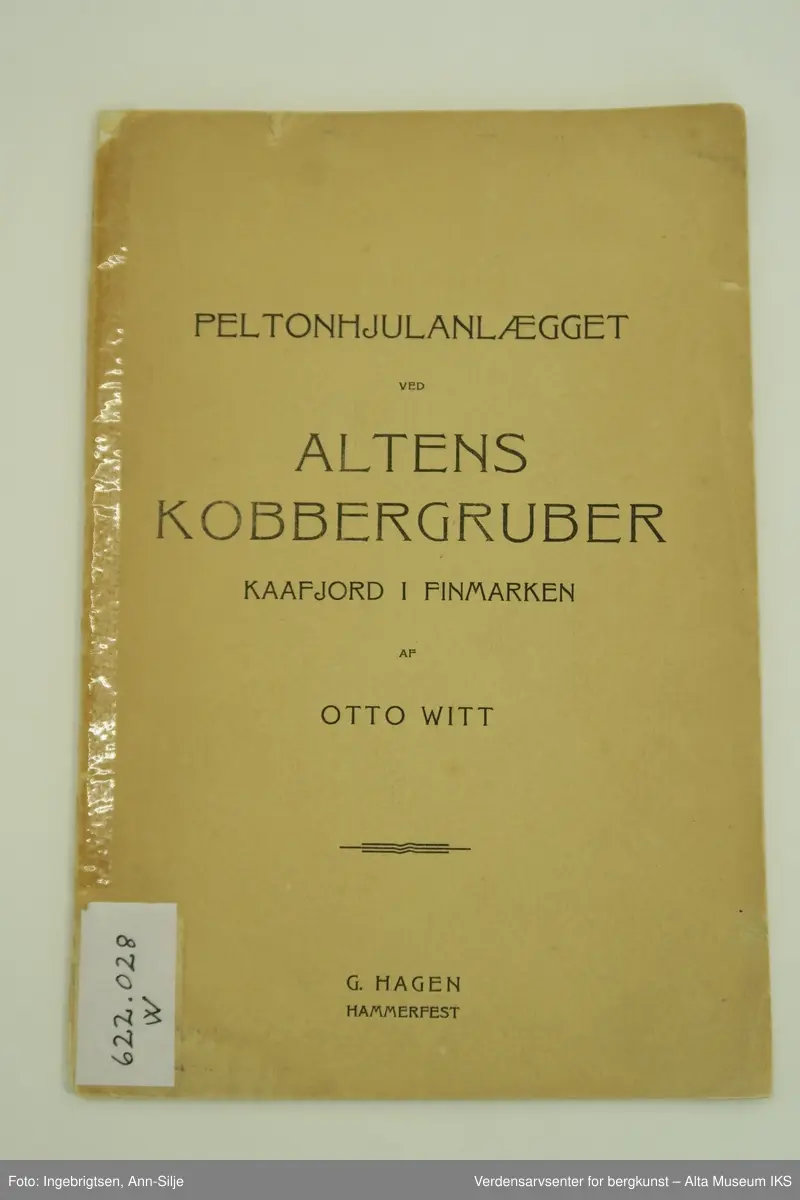 PELTONHJULANLÆGGET
VED
ALTENS
KOBBERGRUBER
KAAFJORD I FINMARKEN
AF
OTTO WITT
G. HAGEN
HAMMERFEST
622.028
W
Foto: Ingebrigtsen, Ann-Silje
Verdensarvsenter for bergkunst – Alta Museum IKS